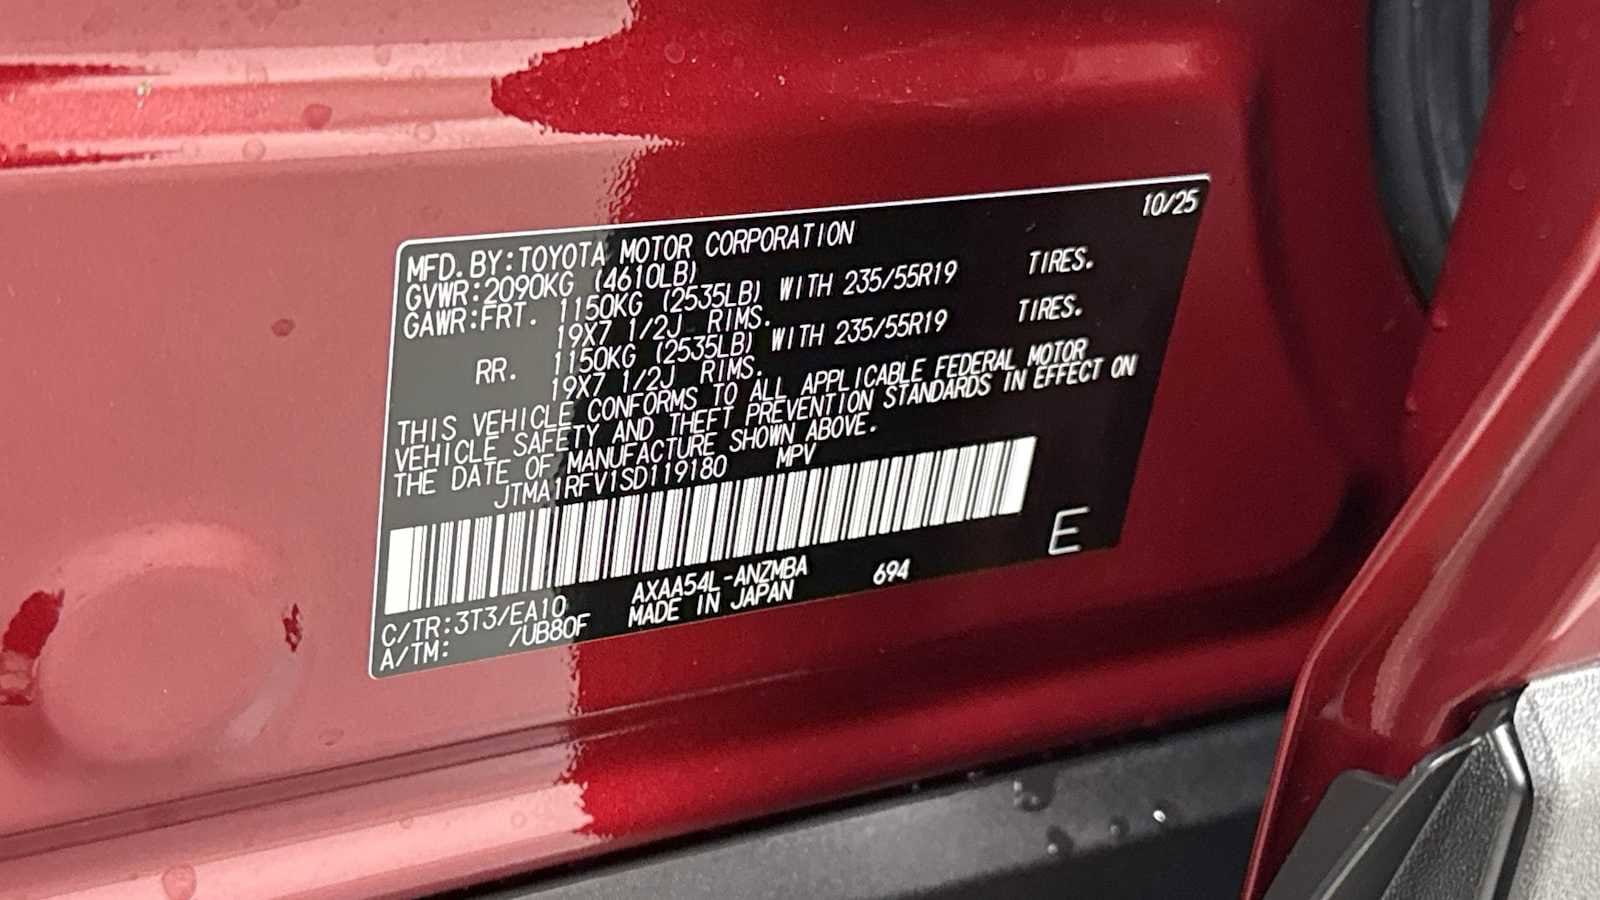 10/25
MFD.BY:TOYOTA MOTOR CORPORATION
GVWR:2090KG (4610LB)
GAWR:FRT. 1150KG (2535LB) WITH 235/55R19 TIRES.
19X7 1/2J RIMS.
RR. 1150KG (2535LB) WITH 235/55R19 TIRES.
19X7 1/2J RIMS.
THIS VEHICLE CONFORMS TO ALL APPLICABLE FEDERAL MOTOR
VEHICLE SAFETY AND THEFT PREVENTION STANDARDS IN EFFECT ON
THE DATE OF MANUFACTURE SHOWN ABOVE.
JTMA1RFV1SD119180 MPV
C/TR:3T3/EA10 AXAA54L-ANZMBA 694 E
A/TM: /UB80F MADE IN JAPAN